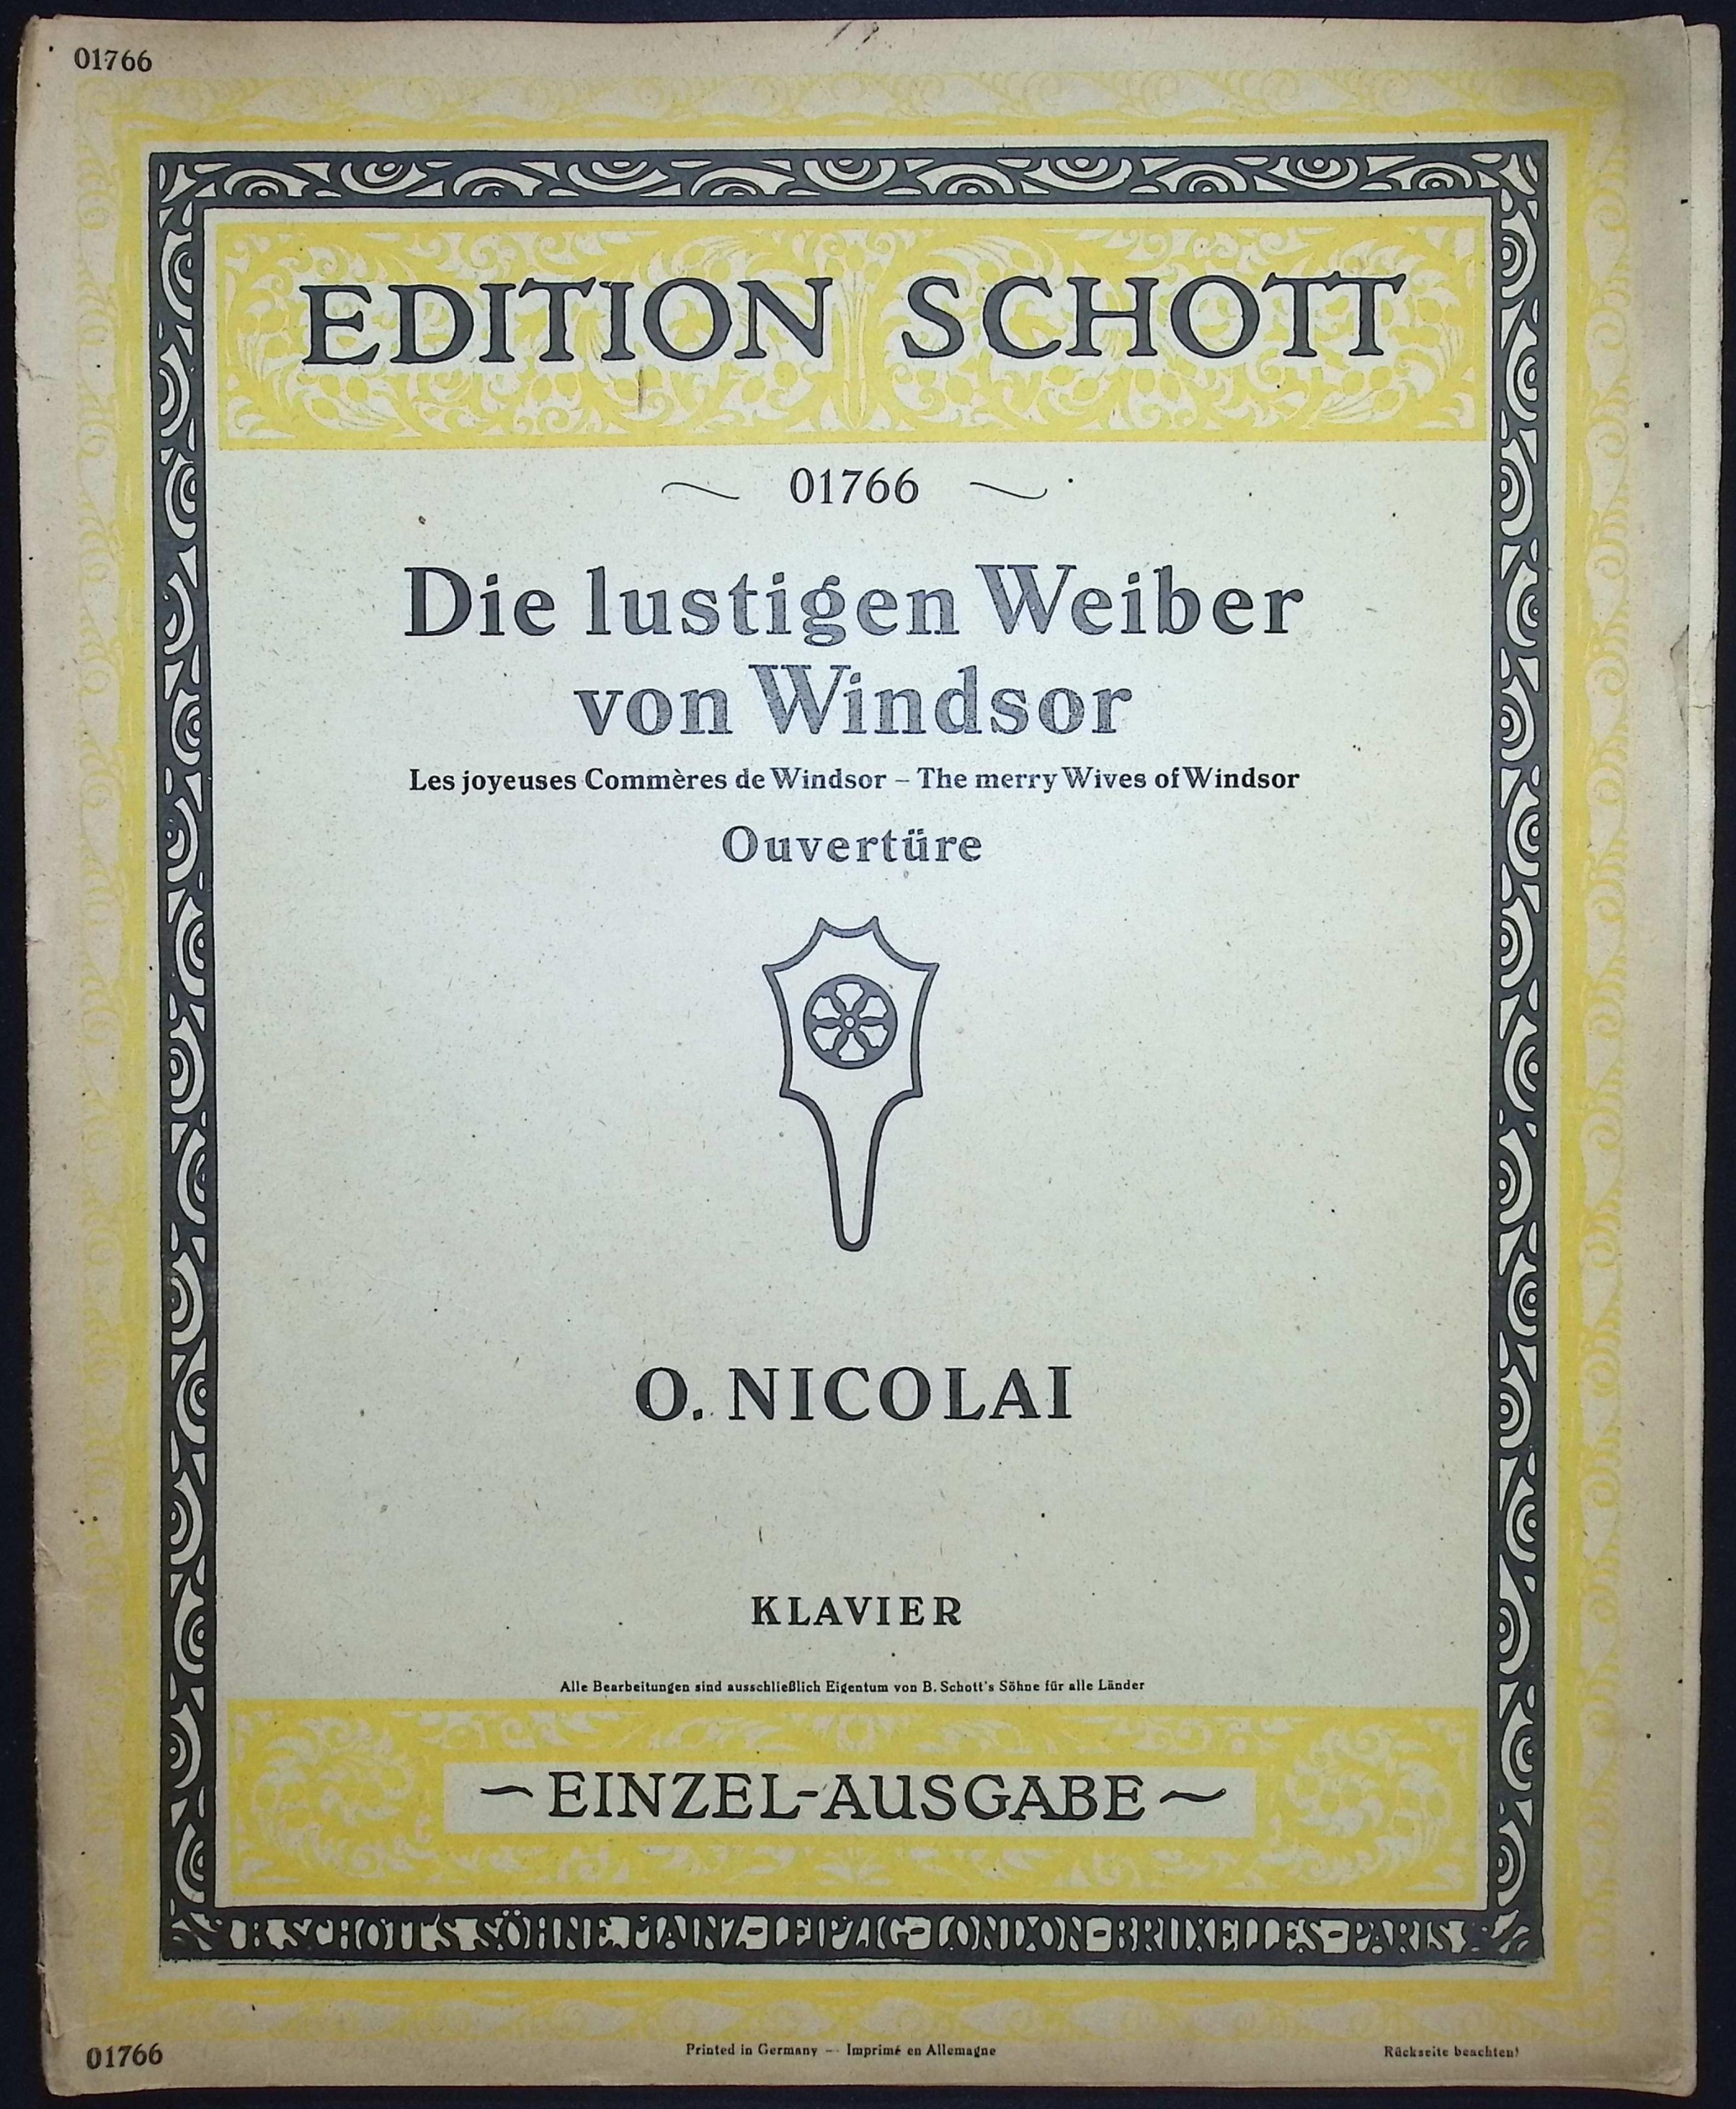 01766
EDITION SCHOTT
01766
Die lustigen Weiber
von Windsor
Les joyeuses Commères de Windsor – The merry Wives of Windsor
Ouvertüre
O. NICOLAI
KLAVIER
Alle Bearbeitungen sind ausschließlich Eigentum von B. Schott's Söhne für alle Länder
~ EINZEL-AUSGABE ~
B. SCHOTT'S SÖHNE, MAINZ-LEIPZIG-LONDON-BRUXELLES-PARIS
01766
Printed in Germany – Imprimé en Allemagne
Rückseite beachten!